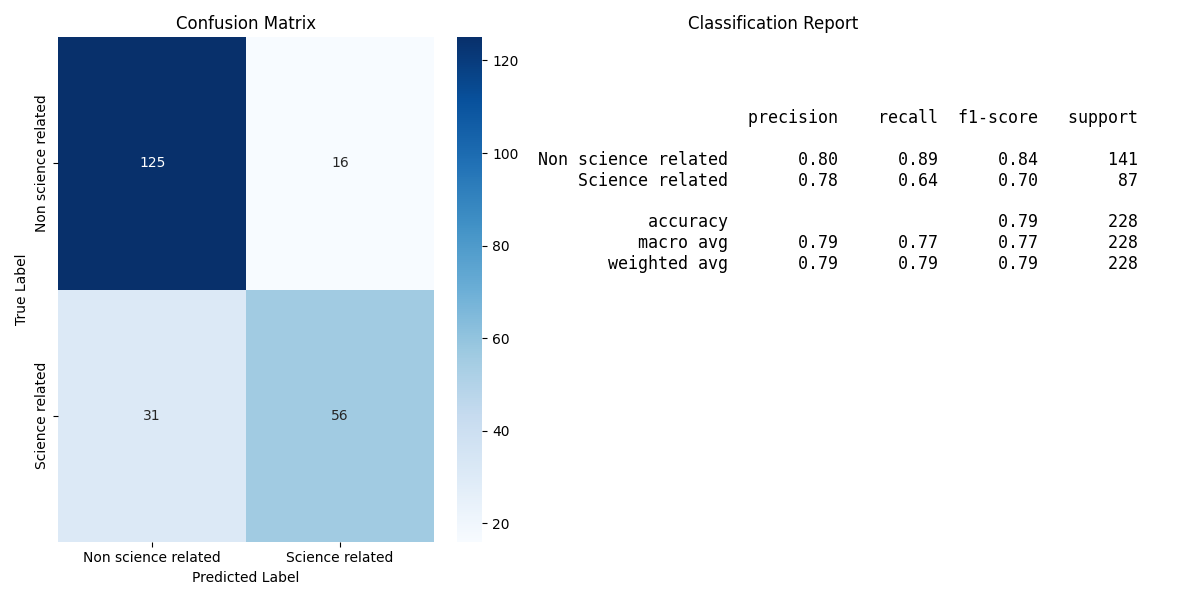 Confusion Matrix
Non science related
Science related
True Label
125 16
31 56
Non science related Science related
Predicted Label
120
100
80
60
40
20
Classification Report
precision recall f1-score support
Non science related 0.80 0.89 0.84 141
Science related 0.78 0.64 0.70 87
accuracy 0.79 228
macro avg 0.79 0.77 0.77 228
weighted avg 0.79 0.79 0.79 228